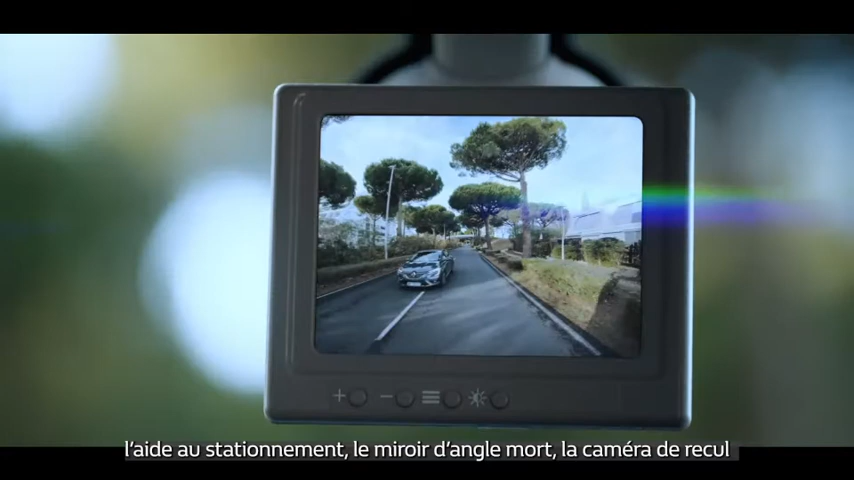 l'aide au stationnement, le miroir d'angle mort, la caméra de recul